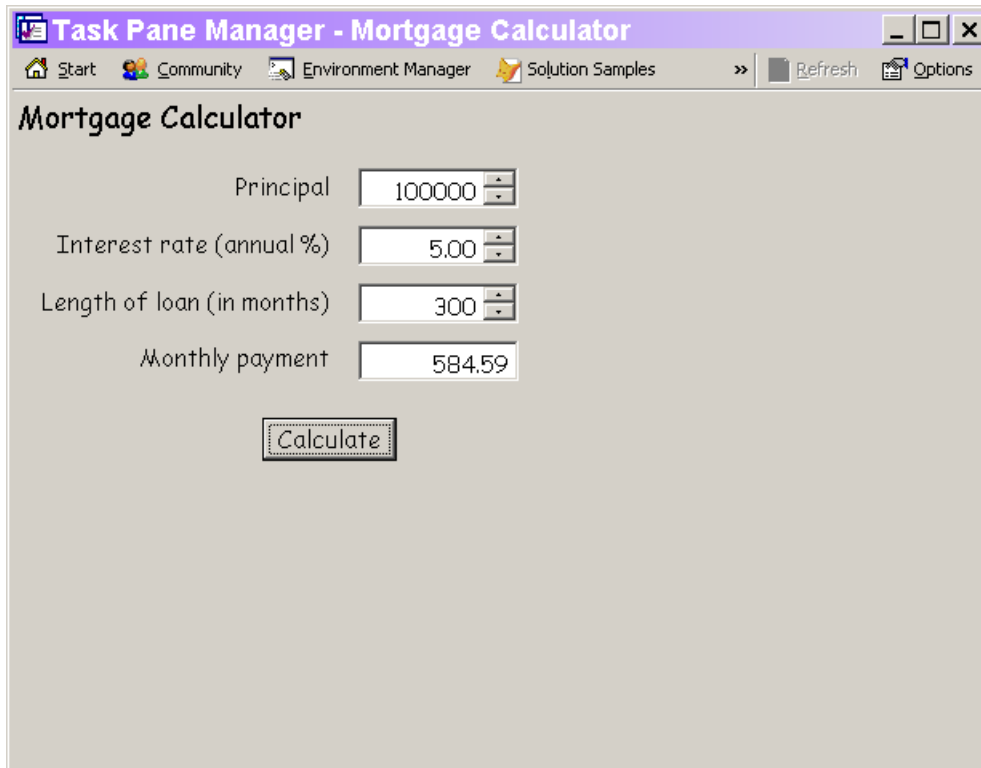 Task Pane Manager - Mortgage Calculator
Start Community Environment Manager Solution Samples » Refresh Options
Mortgage Calculator
Principal 100000
Interest rate (annual %) 5.00
Length of loan (in months) 300
Monthly payment 584.59
Calculate